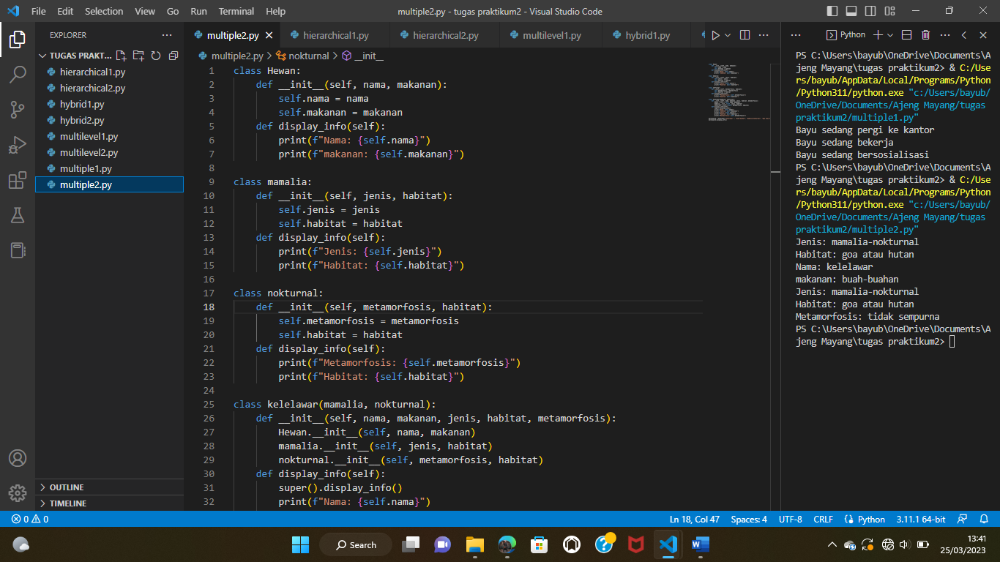 File Edit Selection View Go Run Terminal Help
multiple2.py - tugas praktikum2 - Visual Studio Code
EXPLORER
TUGAS PRAKT...
hierarchical1.py
hierarchical2.py
hybrid1.py
hybrid2.py
multilevel1.py
multilevel2.py
multiple1.py
multiple2.py
OUTLINE
TIMELINE
multiple2.py hierarchical1.py hierarchical2.py multilevel1.py hybrid1.py
multiple2.py > nokturnal > __init__
1 class Hewan:
2     def __init__(self, nama, makanan):
3         self.nama = nama
4         self.makanan = makanan
5     def display_info(self):
6         print(f"Nama: {self.nama}")
7         print(f"makanan: {self.makanan}")
8
9 class mamalia:
10     def __init__(self, jenis, habitat):
11         self.jenis = jenis
12         self.habitat = habitat
13     def display_info(self):
14         print(f"Jenis: {self.jenis}")
15         print(f"Habitat: {self.habitat}")
16
17 class nokturnal:
18     def __init__(self, metamorfosis, habitat):
19         self.metamorfosis = metamorfosis
20         self.habitat = habitat
21     def display_info(self):
22         print(f"Metamorfosis: {self.metamorfosis}")
23         print(f"Habitat: {self.habitat}")
24
25 class kelelawar(mamalia, nokturnal):
26     def __init__(self, nama, makanan, jenis, habitat, metamorfosis):
27         Hewan.__init__(self, nama, makanan)
28         mamalia.__init__(self, jenis, habitat)
29         nokturnal.__init__(self, metamorfosis, habitat)
30     def display_info(self):
31         super().display_info()
32         print(f"Nama: {self.nama}")
Python
PS C:\Users\bayub\OneDrive\Documents\A
jeng Mayang\tugas praktikum2> & C:/Use
rs/bayub/AppData/Local/Programs/Python
/Python311/python.exe "c:/Users/bayub/
OneDrive/Documents/Ajeng Mayang/tugas
praktikum2/multiple1.py"
Bayu sedang pergi ke kantor
Bayu sedang bekerja
Bayu sedang bersosialisasi
PS C:\Users\bayub\OneDrive\Documents\A
jeng Mayang\tugas praktikum2> & C:/Use
rs/bayub/AppData/Local/Programs/Python
/Python311/python.exe "c:/Users/bayub/
OneDrive/Documents/Ajeng Mayang/tugas
praktikum2/multiple2.py"
Jenis: mamalia-nokturnal
Habitat: goa atau hutan
Nama: kelelawar
makanan: buah-buahan
Jenis: mamalia-nokturnal
Habitat: goa atau hutan
Metamorfosis: tidak sempurna
PS C:\Users\bayub\OneDrive\Documents\A
jeng Mayang\tugas praktikum2>
0 0 Ln 18, Col 47 Spaces: 4 UTF-8 CRLF Python 3.11.1 64-bit
Search
13:41
25/03/2023